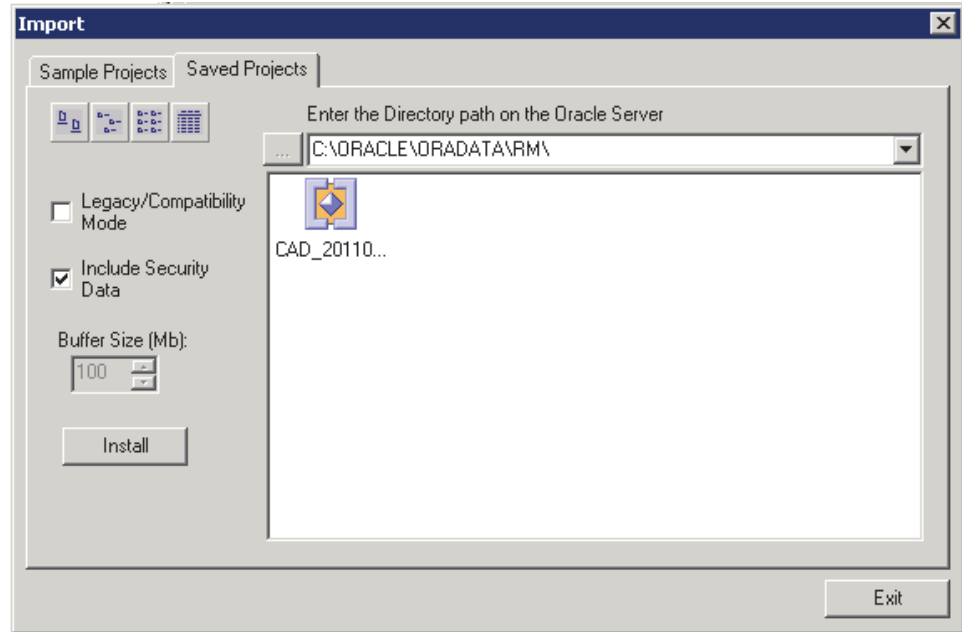 Import
Sample Projects
Saved Projects
Enter the Directory path on the Oracle Server
...
C:\ORACLE\ORADATA\RM\
Legacy/Compatibility
Mode
CAD_20110...
Include Security
Data
Buffer Size (Mb):
100
Install
Exit